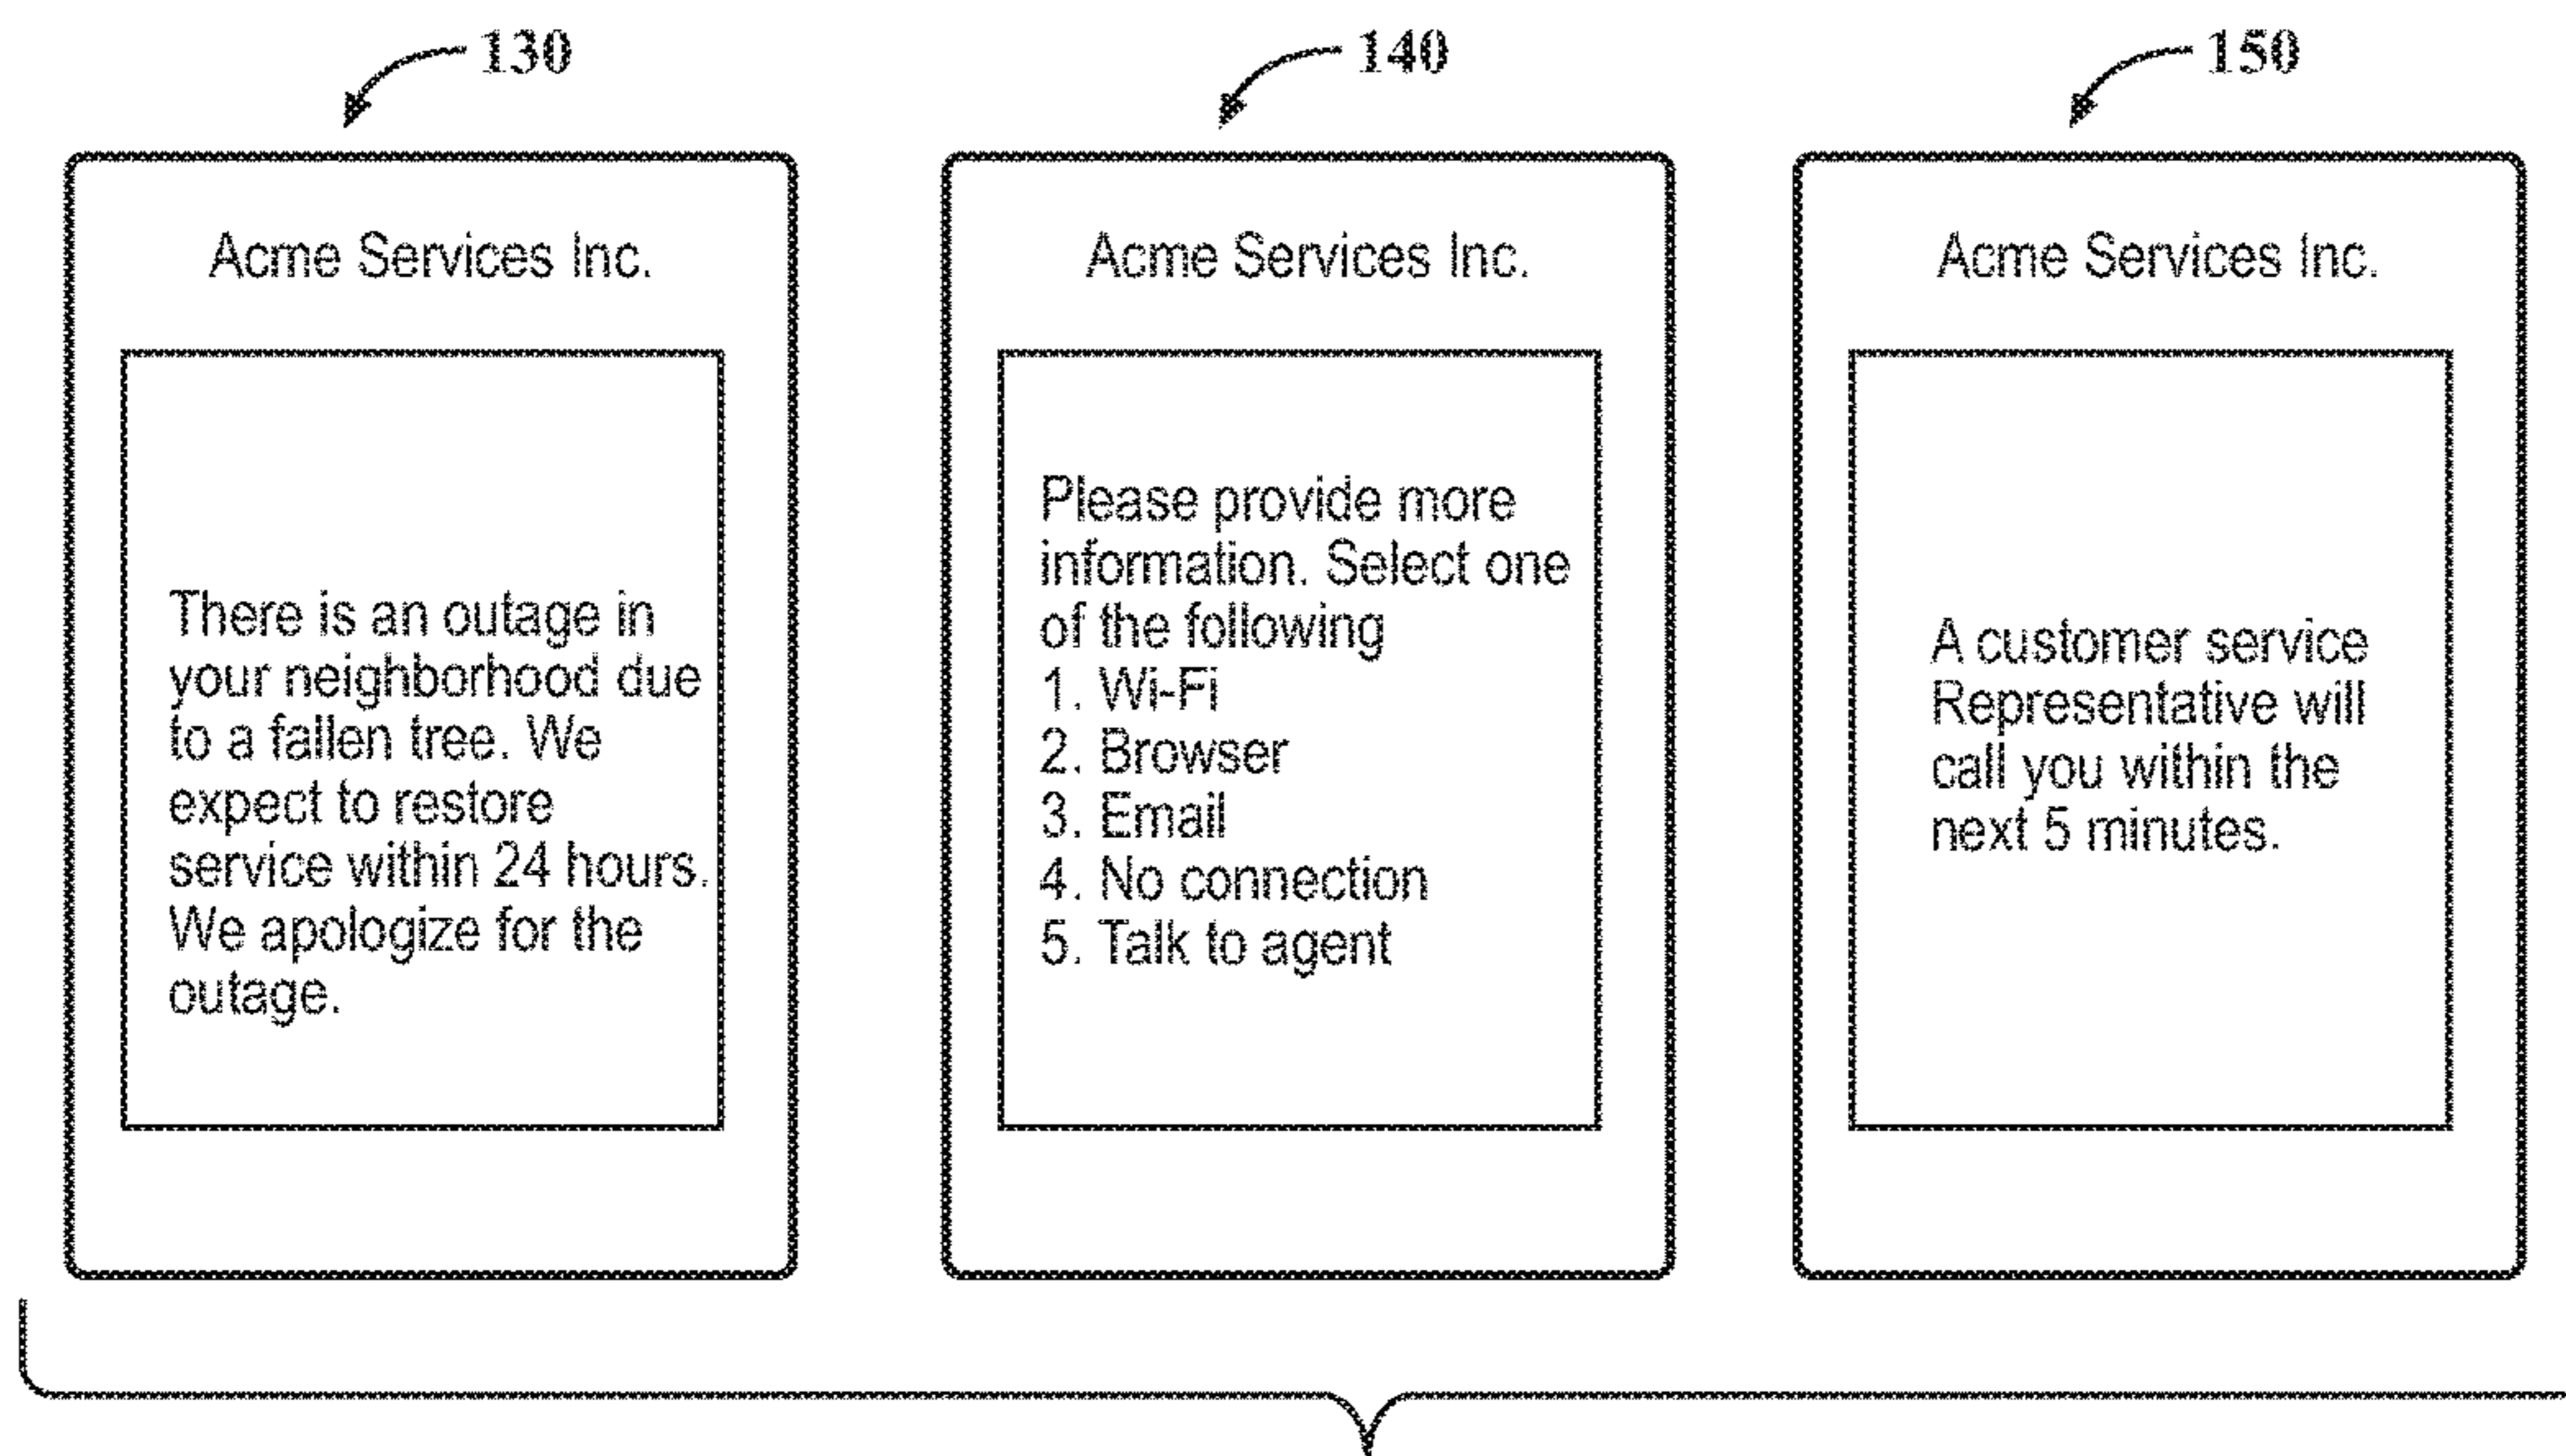 130
Acme Services Inc.
There is an outage in
your neighborhood due
to a fallen tree. We
expect to restore
service within 24 hours.
We apologize for the
outage.
140
Acme Services Inc.
Please provide more
information. Select one
of the following
1. Wi-Fi
2. Browser
3. Email
4. No connection
5. Talk to agent
150
Acme Services Inc.
A customer service
Representative will
call you within the
next 5 minutes.